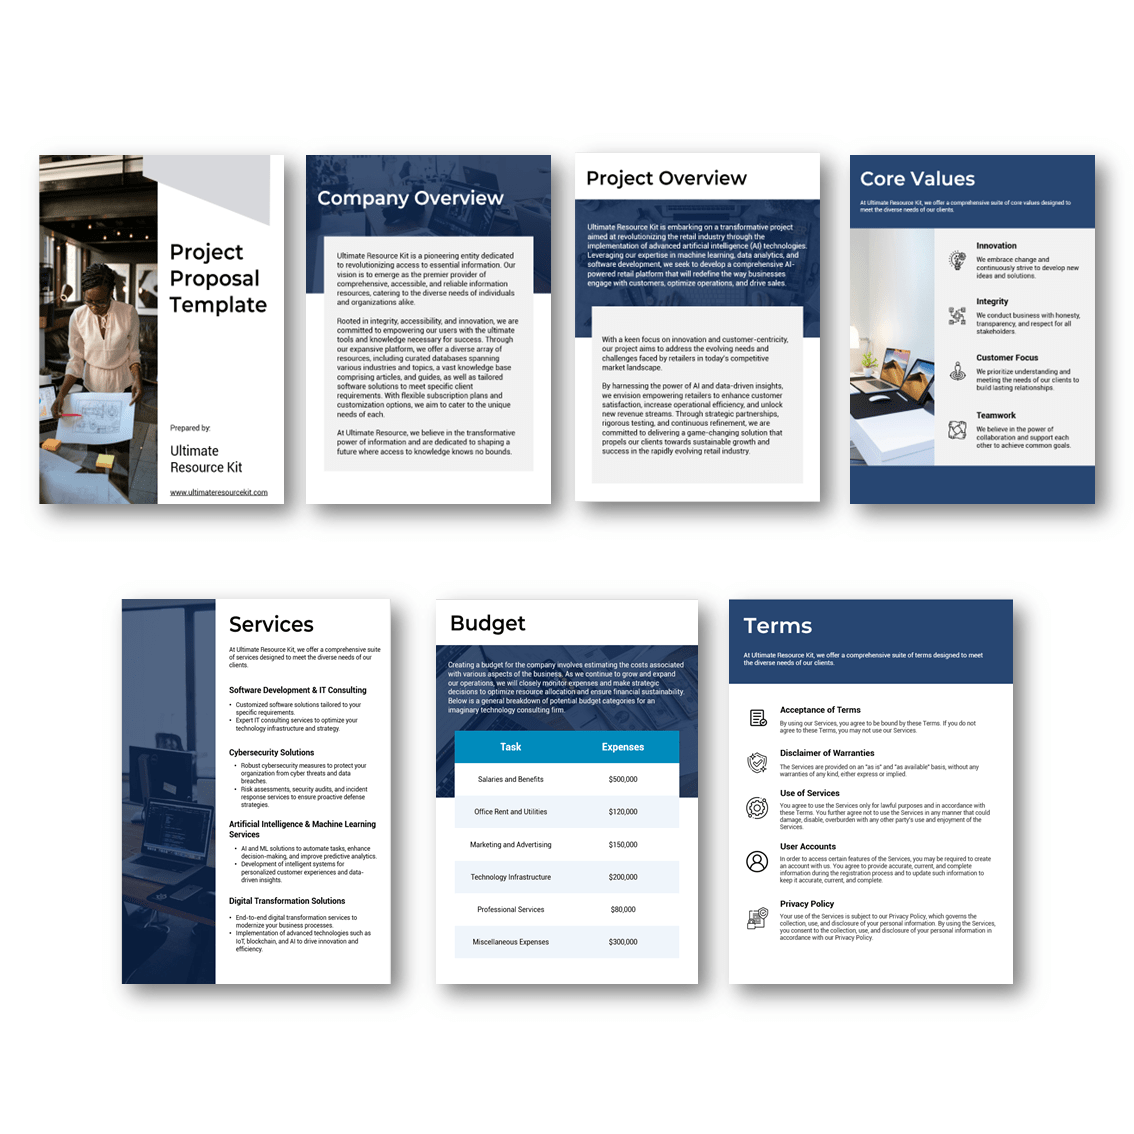 Project
Proposal
Template
Prepared by:
Ultimate
Resource Kit
www.ultimateresourcekit.com
Company Overview
Ultimate Resource Kit is a pioneering entity dedicated
to revolutionizing access to essential information. Our
vision is to emerge as the premier provider of
comprehensive, accessible, and reliable information
resources, catering to the diverse needs of individuals
and organizations alike.
Rooted in integrity, accessibility, and innovation, we are
committed to empowering our users with the ultimate
tools and knowledge necessary for success. Through
our expansive platform, we offer a diverse array of
resources, including curated databases spanning
various industries and topics, a vast knowledge base
comprising articles, and guides, as well as tailored
software solutions to meet specific client
requirements. With flexible subscription plans and
customization options, we aim to cater to the unique
needs of each.
At Ultimate Resource, we believe in the transformative
power of information and are dedicated to shaping a
future where access to knowledge knows no bounds.
Project Overview
Ultimate Resource Kit is embarking on a transformative project
aimed at revolutionizing the retail industry through the
implementation of advanced artificial intelligence (AI) technologies.
Leveraging our expertise in machine learning, data analytics, and
software development, we seek to develop a comprehensive AI-
powered retail platform that will redefine the way businesses
engage with customers, optimize operations, and drive sales.
With a keen focus on innovation and customer-centricity,
our project aims to address the evolving needs and
challenges faced by retailers in today's competitive
market landscape.
By harnessing the power of AI and data-driven insights,
we envision empowering retailers to enhance customer
satisfaction, increase operational efficiency, and unlock
new revenue streams. Through strategic partnerships,
rigorous testing, and continuous refinement, we are
committed to delivering a game-changing solution that
propels our clients towards sustainable growth and
success in the rapidly evolving retail industry.
Core Values
At Ultimate Resource Kit, we offer a comprehensive suite of core values designed to
meet the diverse needs of our clients.
Innovation
We embrace change and
continuously strive to develop new
ideas and solutions.
Integrity
We conduct business with honesty,
transparency, and respect for all
stakeholders.
Customer Focus
We prioritize understanding and
meeting the needs of our clients to
build lasting relationships.
Teamwork
We believe in the power of
collaboration and support each
other to achieve common goals.
Services
At Ultimate Resource Kit, we offer a comprehensive suite
of services designed to meet the diverse needs of our
clients.
Software Development & IT Consulting
• Customized software solutions tailored to your
specific requirements.
• Expert IT consulting services to optimize your
technology infrastructure and strategy.
Cybersecurity Solutions
• Robust cybersecurity measures to protect your
organization from cyber threats and data
breaches.
• Risk assessments, security audits, and incident
response services to ensure proactive defense
strategies.
Artificial Intelligence & Machine Learning
Services
• AI and ML solutions to automate tasks, enhance
decision-making, and improve predictive analytics.
• Development of intelligent systems for
personalized customer experiences and data-
driven insights.
Digital Transformation Solutions
• End-to-end digital transformation services to
modernize your business processes.
• Implementation of advanced technologies such as
IoT, blockchain, and AI to drive innovation and
efficiency.
Budget
Creating a budget for the company involves estimating the costs associated
with various aspects of the business. As we continue to grow and expand
our operations, we will closely monitor expenses and make strategic
decisions to optimize resource allocation and ensure financial sustainability.
Below is a general breakdown of potential budget categories for an
imaginary technology consulting firm.
Task Expenses
Salaries and Benefits $500,000
Office Rent and Utilities $120,000
Marketing and Advertising $150,000
Technology Infrastructure $200,000
Professional Services $80,000
Miscellaneous Expenses $300,000
Terms
At Ultimate Resource Kit, we offer a comprehensive suite of terms designed to meet
the diverse needs of our clients.
Acceptance of Terms
By using our Services, you agree to be bound by these Terms. If you do not
agree to these Terms, you may not use our Services.
Disclaimer of Warranties
The Services are provided on an "as is" and "as available" basis, without any
warranties of any kind, either express or implied.
Use of Services
You agree to use the Services only for lawful purposes and in accordance with
these Terms. You further agree not to use the Services in any manner that could
damage, disable, overburden with any other party's use and enjoyment of the
Services.
User Accounts
In order to access certain features of the Services, you may be required to create
an account with us. You agree to provide accurate, current, and complete
information during the registration process and to update such information to
keep it accurate, current, and complete.
Privacy Policy
Your use of the Services is subject to our Privacy Policy, which governs the
collection, use, and disclosure of your personal information. By using the Services,
you consent to the collection, use, and disclosure of your personal information in
accordance with our Privacy Policy.